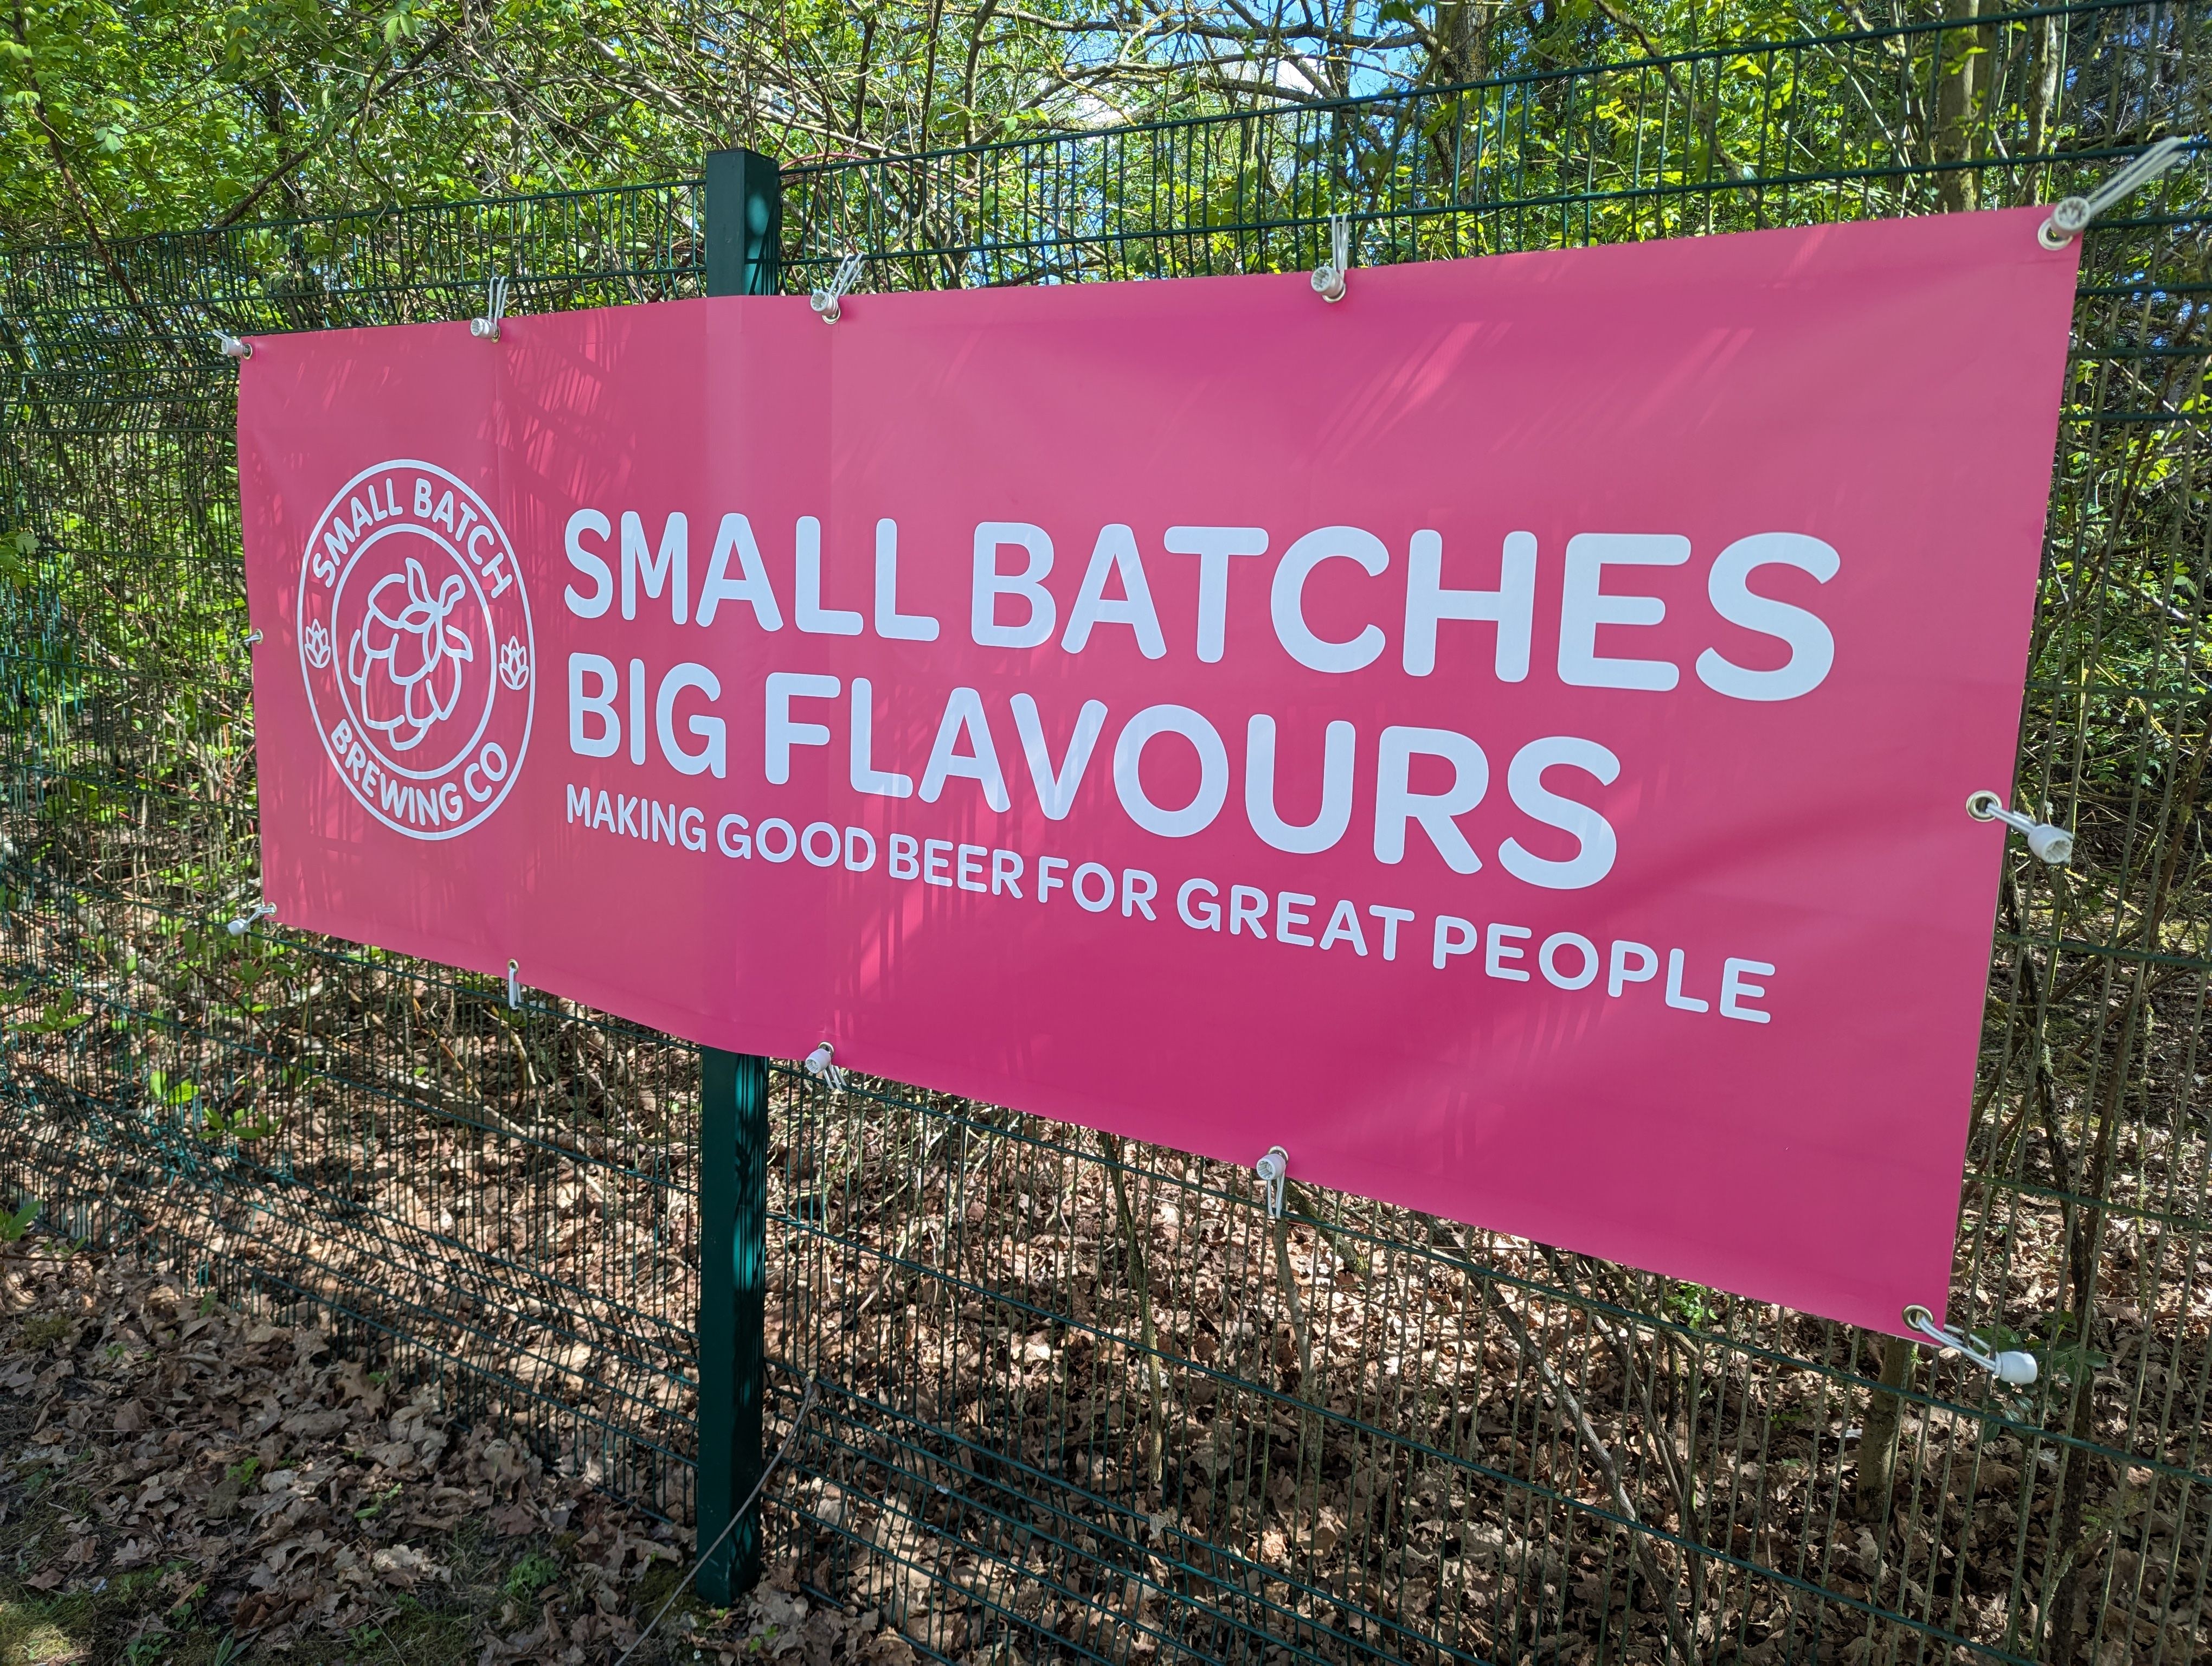 SMALL BATCH
BREWING CO
SMALL BATCHES
BIG FLAVOURS
MAKING GOOD BEER FOR GREAT PEOPLE